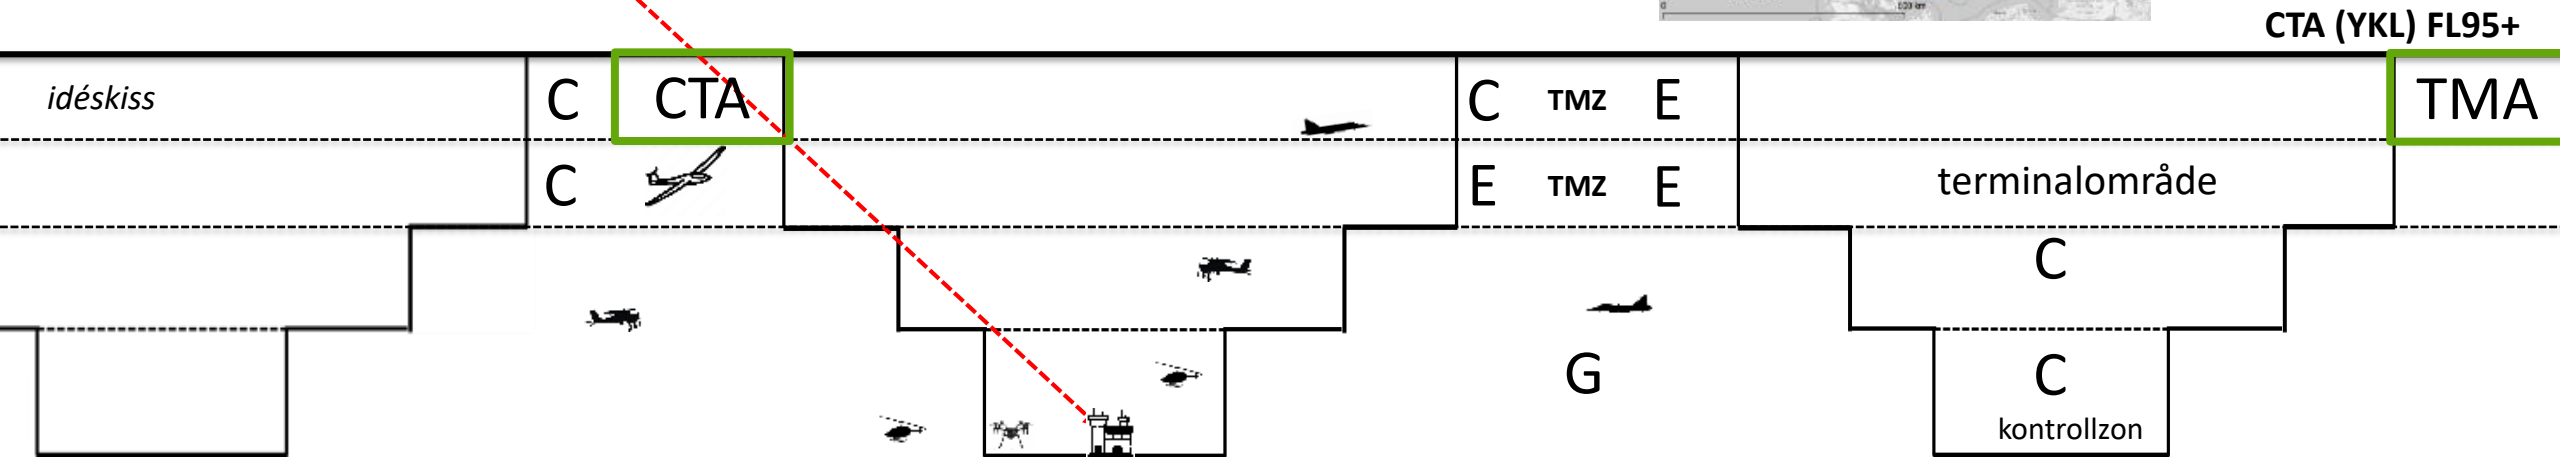 CTA (YKL) FL95+
idéskiss C CTA C TMZ E TMA
C E TMZ E terminalområde
C
G C
kontrollzon